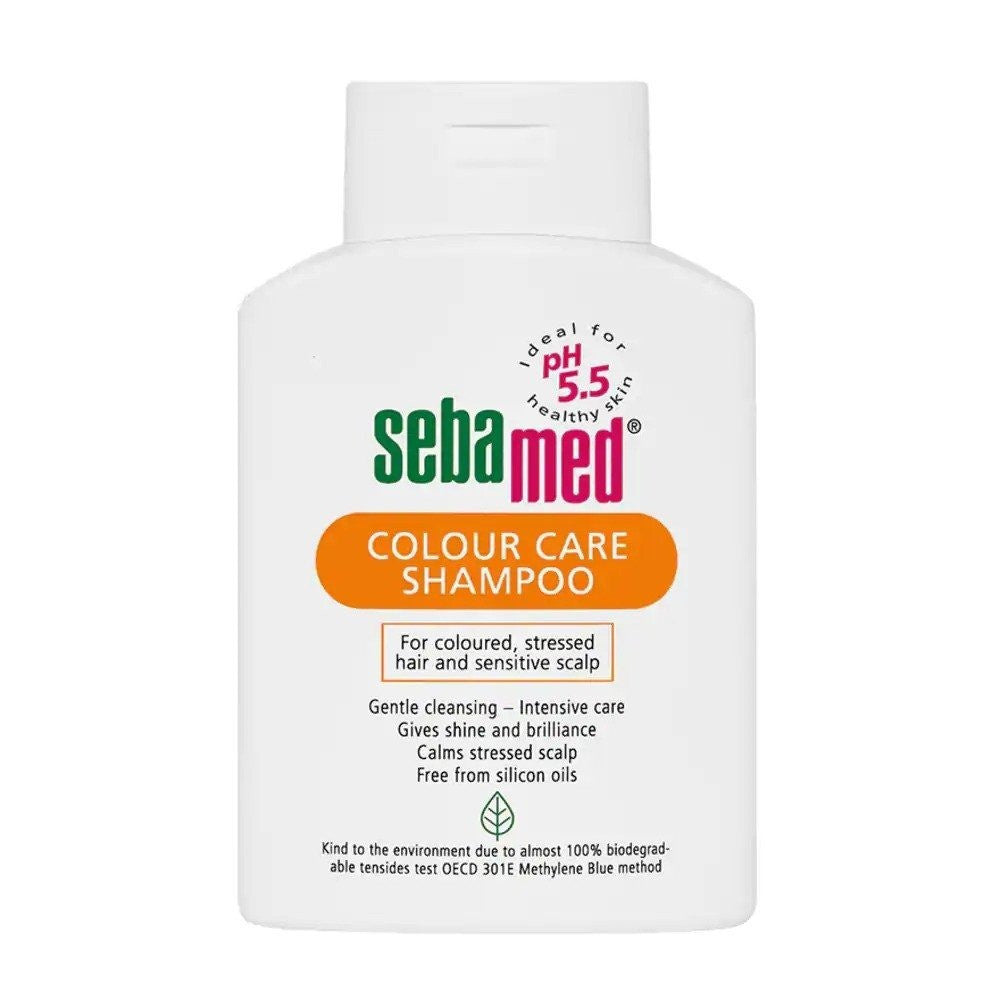 Ideal for
pH
5.5
healthy skin
sebamed®
COLOUR CARE
SHAMPOO
For coloured, stressed
hair and sensitive scalp
Gentle cleansing – Intensive care
Gives shine and brilliance
Calms stressed scalp
Free from silicon oils
Kind to the environment due to almost 100% biodegrad-
able tensides test OECD 301E Methylene Blue method